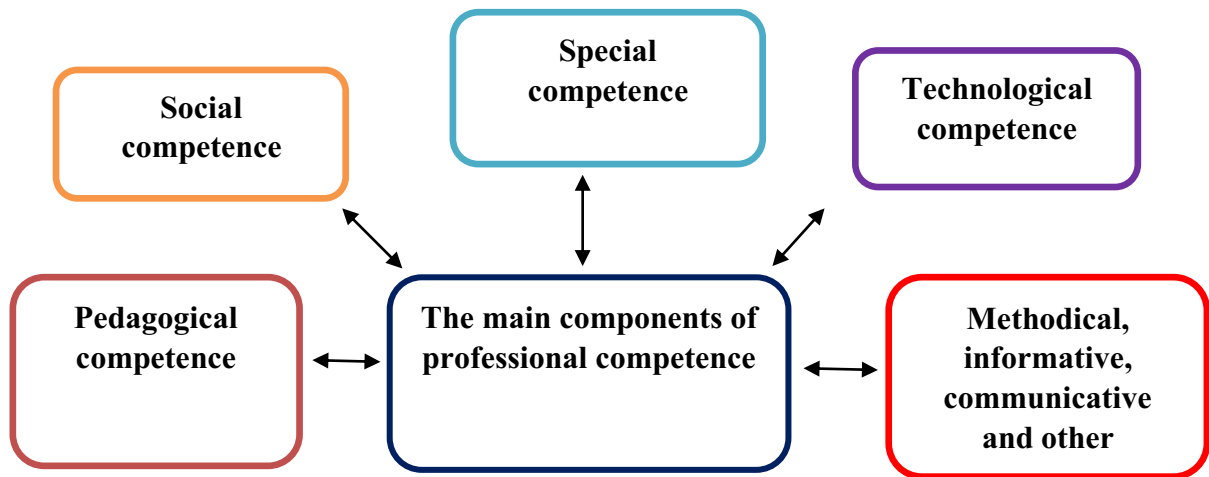 Special
competence
Social
competence
Technological
competence
Pedagogical
competence
The main components of
professional competence
Methodical,
informative,
communicative
and other